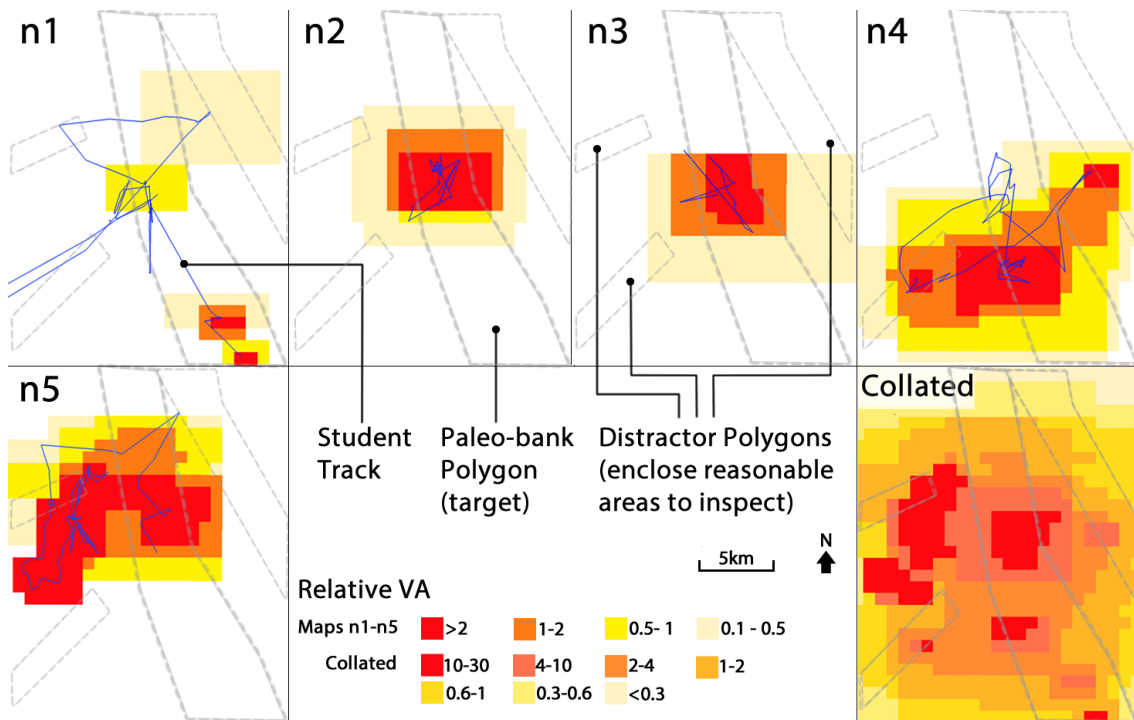 n1
n2
n3
n4
n5
Collated
Student
Track
Paleo-bank
Polygon
(target)
Distractor Polygons
(enclose reasonable
areas to inspect)
5km
N
Relative VA
Maps n1-n5 >2 1-2 0.5- 1 0.1 - 0.5
Collated 10-30 4-10 2-4 1-2
0.6-1 0.3-0.6 <0.3